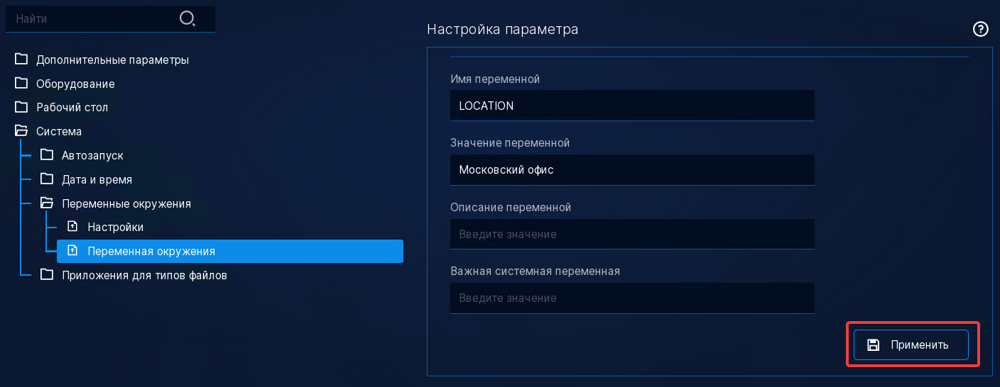 Найти
Дополнительные параметры
Оборудование
Рабочий стол
Система
Автозапуск
Дата и время
Переменные окружения
Настройки
Переменная окружения
Приложения для типов файлов
Настройка параметра
Имя переменной
LOCATION
Значение переменной
Московский офис
Описание переменной
Введите значение
Важная системная переменная
Введите значение
Применить